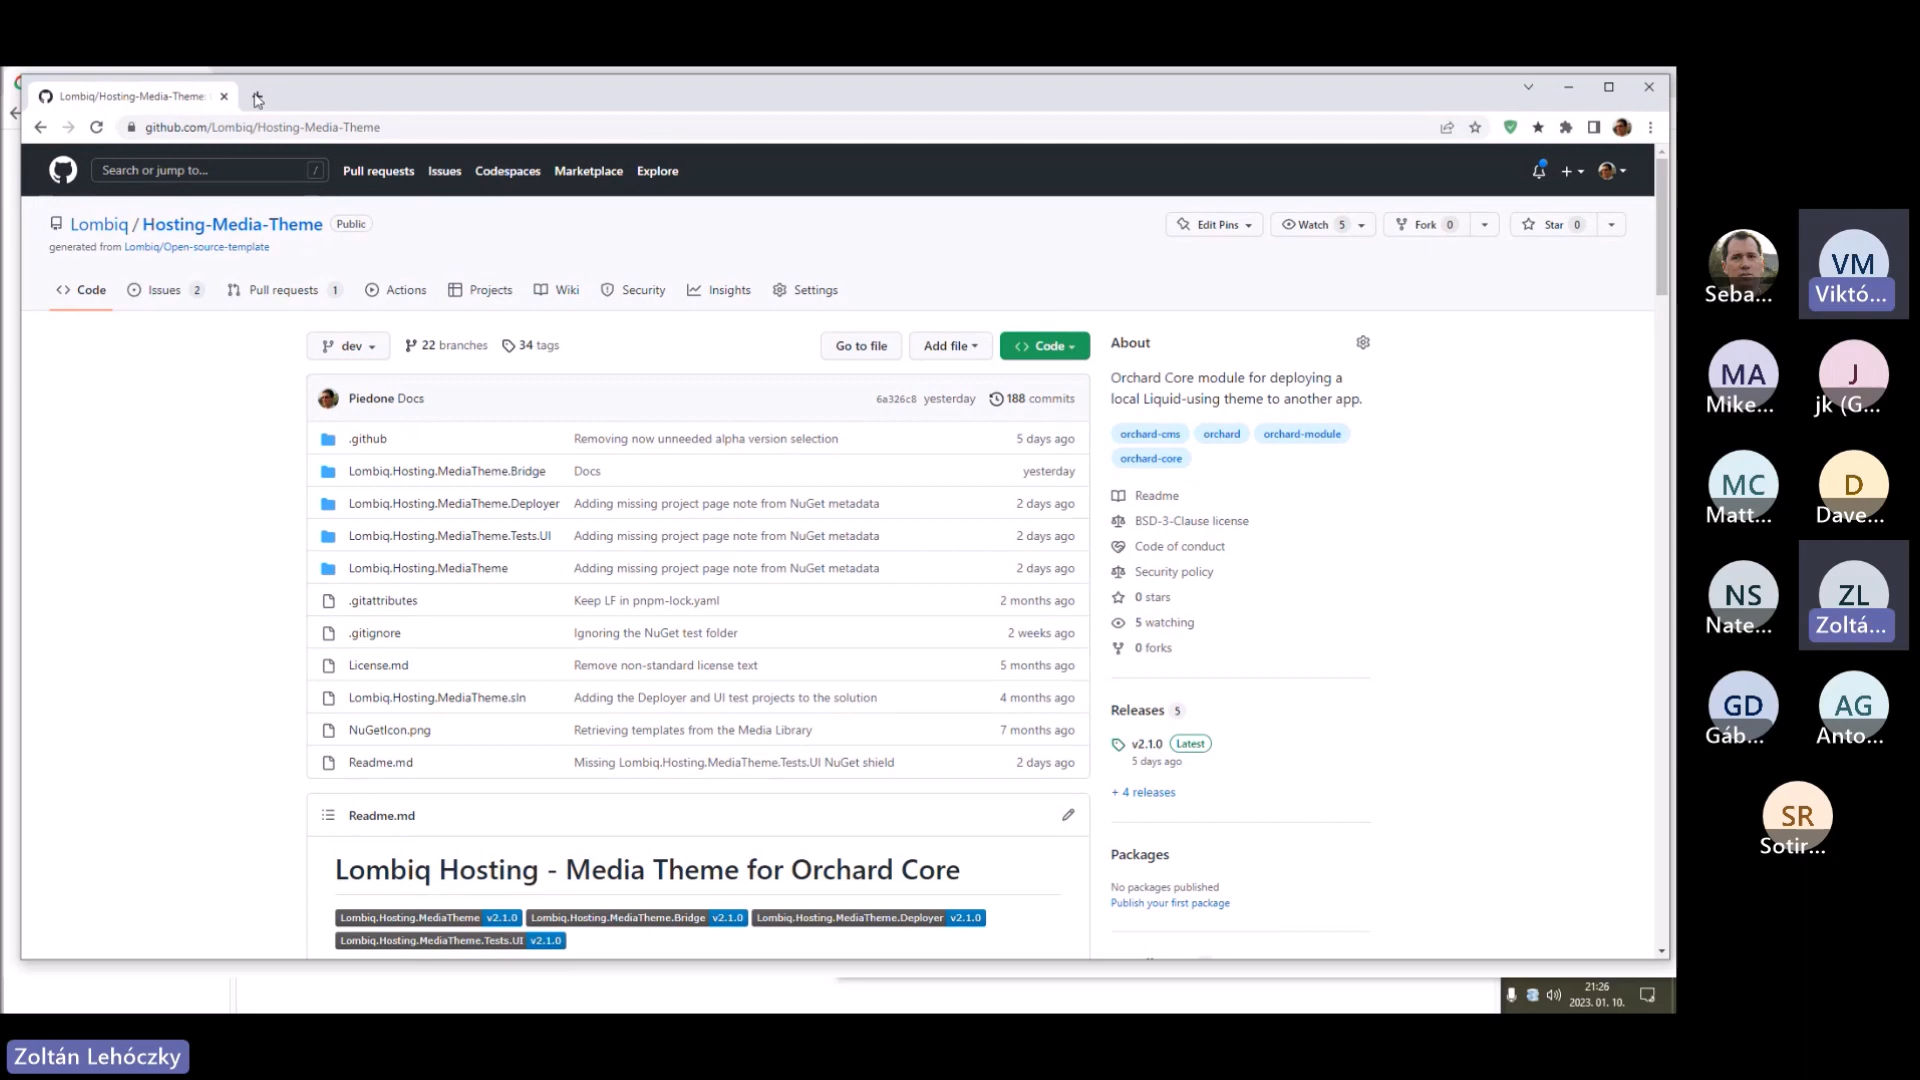 Lombiq/Hosting-Media-Theme:
github.com/Lombiq/Hosting-Media-Theme
Search or jump to... /
Pull requests Issues Codespaces Marketplace Explore
Lombiq / Hosting-Media-Theme Public
generated from Lombiq/Open-source-template
Edit Pins Watch 5 Fork 0 Star 0
Code Issues 2 Pull requests 1 Actions Projects Wiki Security Insights Settings
dev 22 branches 34 tags Go to file Add file Code
Piedone Docs 6a326c8 yesterday 188 commits
.github Removing now unneeded alpha version selection 5 days ago
Lombiq.Hosting.MediaTheme.Bridge Docs yesterday
Lombiq.Hosting.MediaTheme.Deployer Adding missing project page note from NuGet metadata 2 days ago
Lombiq.Hosting.MediaTheme.Tests.UI Adding missing project page note from NuGet metadata 2 days ago
Lombiq.Hosting.MediaTheme Adding missing project page note from NuGet metadata 2 days ago
.gitattributes Keep LF in pnpm-lock.yaml 2 months ago
.gitignore Ignoring the NuGet test folder 2 weeks ago
License.md Remove non-standard license text 5 months ago
Lombiq.Hosting.MediaTheme.sln Adding the Deployer and UI test projects to the solution 4 months ago
NuGetIcon.png Retrieving templates from the Media Library 7 months ago
Readme.md Missing Lombiq.Hosting.MediaTheme.Tests.UI NuGet shield 2 days ago
Readme.md
Lombiq Hosting - Media Theme for Orchard Core
Lombiq.Hosting.MediaTheme v2.1.0 Lombiq.Hosting.MediaTheme.Bridge v2.1.0 Lombiq.Hosting.MediaTheme.Deployer v2.1.0
Lombiq.Hosting.MediaTheme.Tests.UI v2.1.0
About
Orchard Core module for deploying a
local Liquid-using theme to another app.
orchard-cms orchard orchard-module
orchard-core
Readme
BSD-3-Clause license
Code of conduct
Security policy
0 stars
5 watching
0 forks
Releases 5
v2.1.0 Latest
5 days ago
+ 4 releases
Packages
No packages published
Publish your first package
21:26
2023. 01. 10.
Seba...
VM
Viktó...
MA
Mike...
J
jk (G...
MC
Matt...
D
Dave...
NS
Nate...
ZL
Zoltá...
GD
Gáb...
AG
Anto...
SR
Sotir...
Zoltán Lehóczky